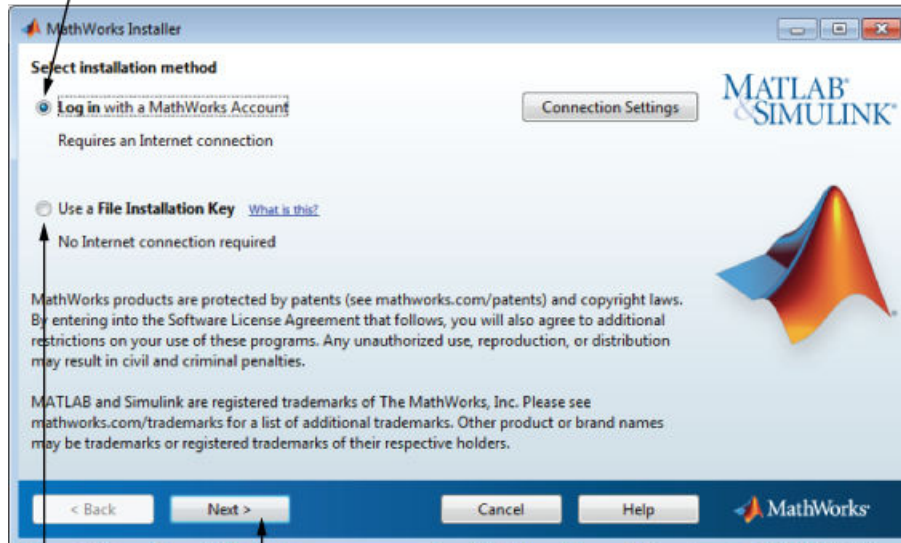 MathWorks Installer
Select installation method
Log in with a MathWorks Account
Connection Settings
MATLAB®
&SIMULINK®
Requires an Internet connection
Use a File Installation Key What is this?
No Internet connection required
MathWorks products are protected by patents (see mathworks.com/patents) and copyright laws.
By entering into the Software License Agreement that follows, you will also agree to additional
restrictions on your use of these programs. Any unauthorized use, reproduction, or distribution
may result in civil and criminal penalties.
MATLAB and Simulink are registered trademarks of The MathWorks, Inc. Please see
mathworks.com/trademarks for a list of additional trademarks. Other product or brand names
may be trademarks or registered trademarks of their respective holders.
< Back
Next >
Cancel
Help
MathWorks®